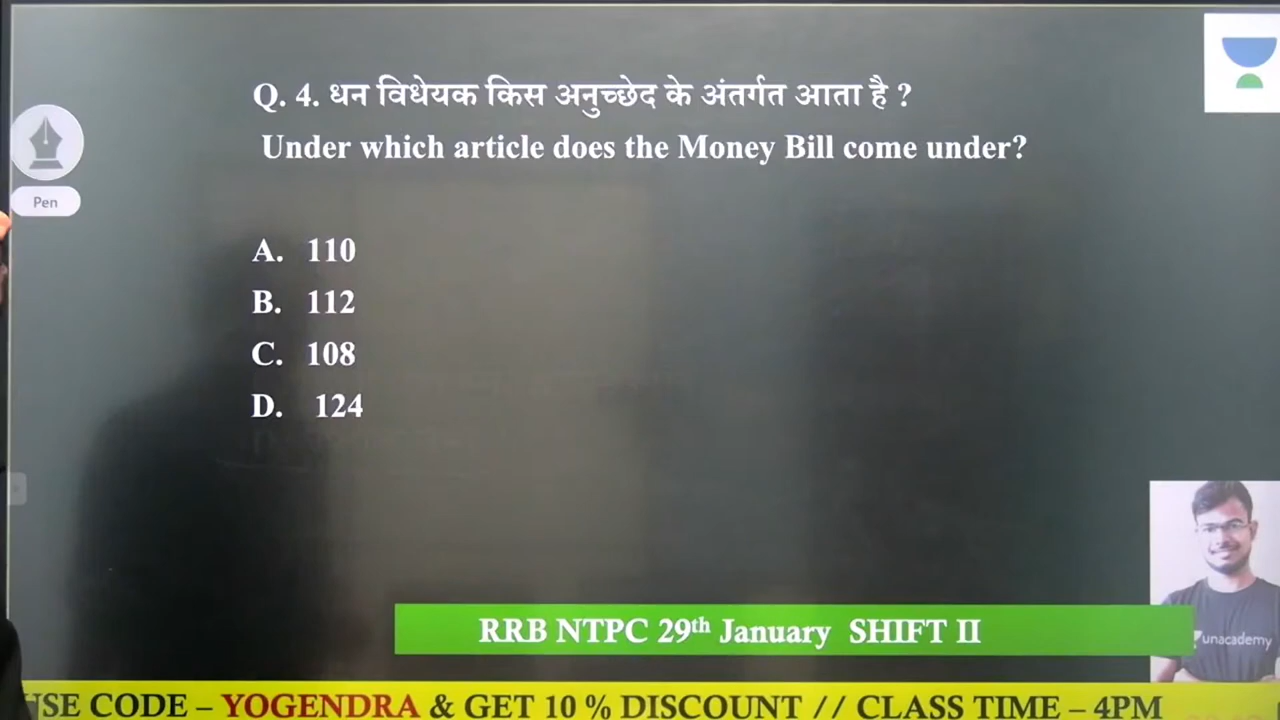 Q. 4. धन विधेयक किस अनुच्छेद के अंतर्गत आता है ?
Under which article does the Money Bill come under?
Pen
A. 110
B. 112
C. 108
D. 124
unacademy
RRB NTPC 29th January SHIFT II
USE CODE – YOGENDRA & GET 10 % DISCOUNT // CLASS TIME – 4PM